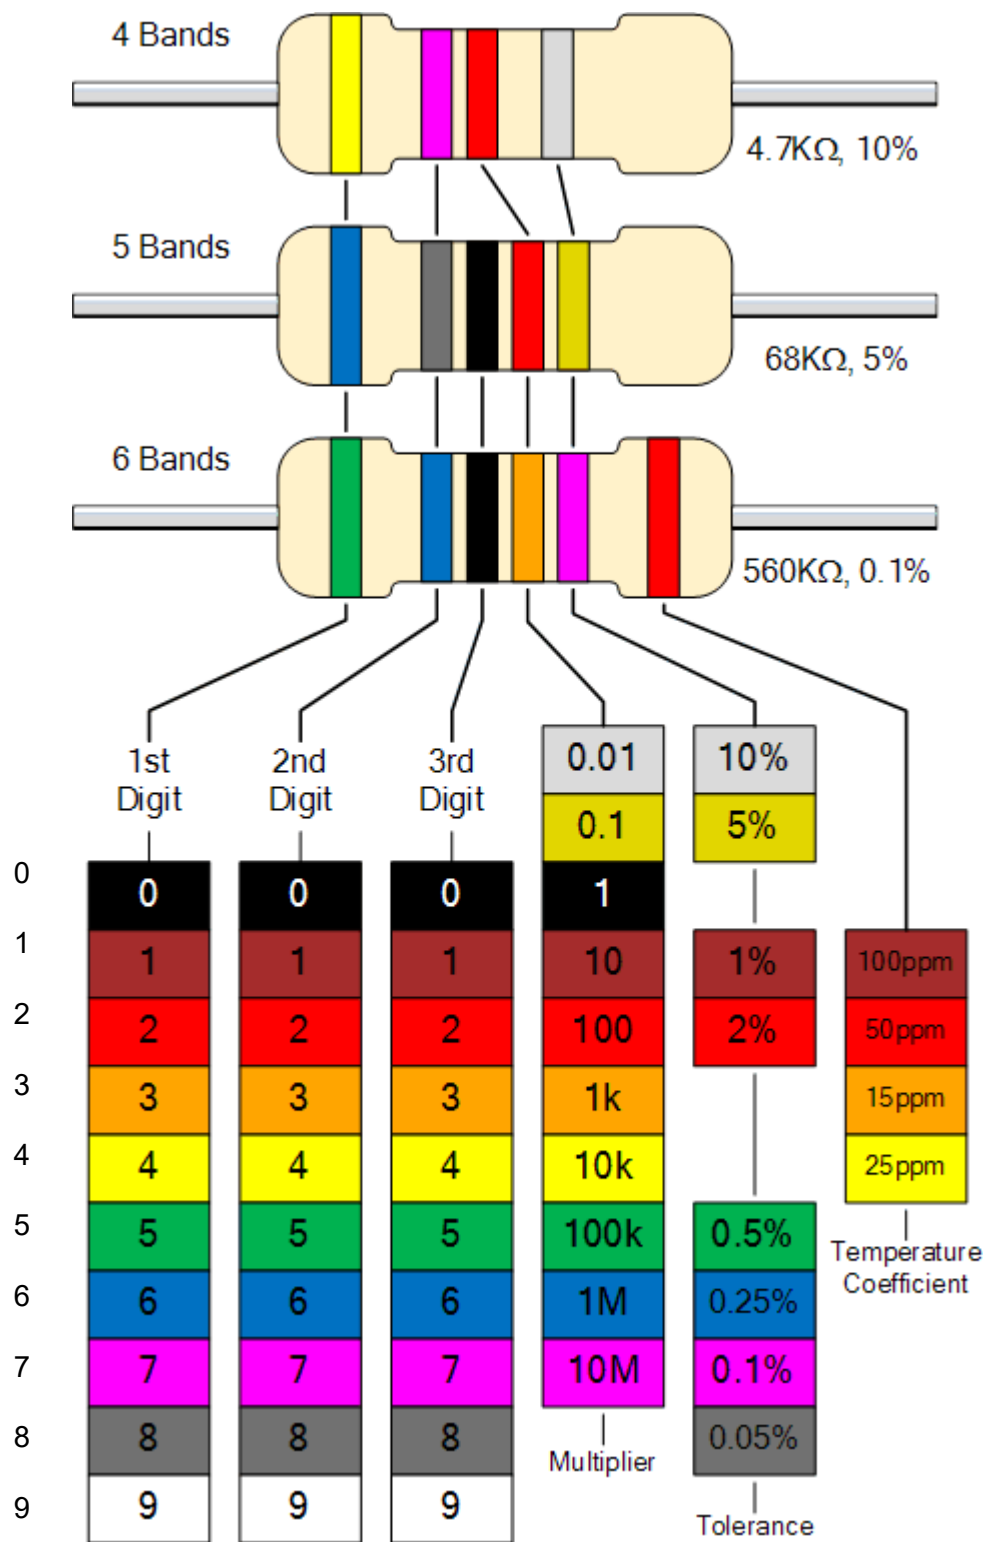 4 Bands
4.7KΩ, 10%
5 Bands
68KΩ, 5%
6 Bands
560KΩ, 0.1%
1st Digit
2nd Digit
3rd Digit
0.01 10%
0.1 5%
0 0 0 0 1
1 1 1 1 10 1% 100ppm
2 2 2 2 100 2% 50ppm
3 3 3 3 1k 15ppm
4 4 4 4 10k 25ppm
5 5 5 5 100k 0.5%
Temperature
Coefficient
6 6 6 6 1M 0.25%
7 7 7 7 10M 0.1%
8 8 8 8 0.05%
Multiplier
9 9 9 9
Tolerance